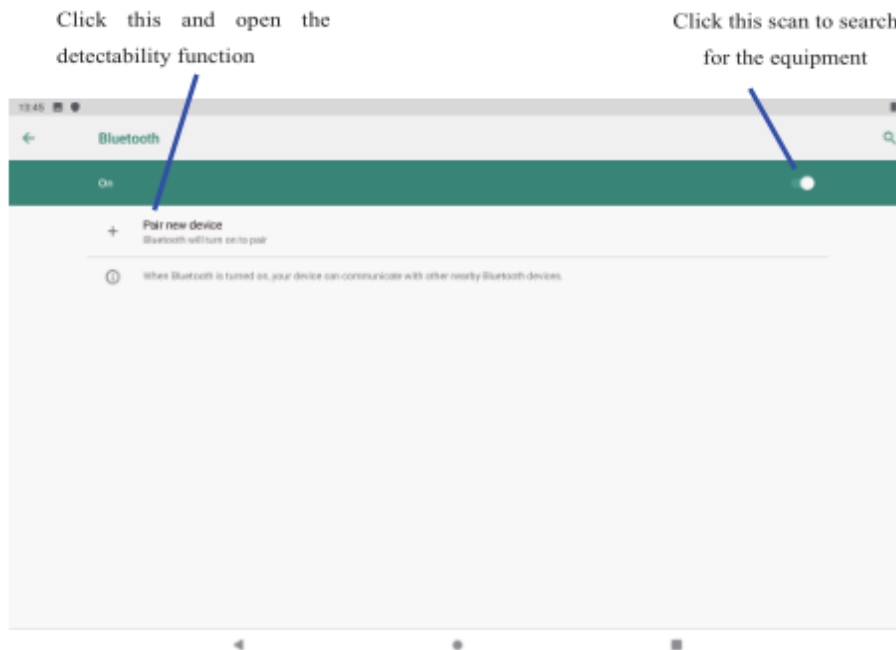 Click this and open the
detectability function
Click this scan to search
for the equipment
13:45
Bluetooth
On
Pair new device
Bluetooth will turn on to pair
When Bluetooth is turned on, your device can communicate with other nearby Bluetooth devices.